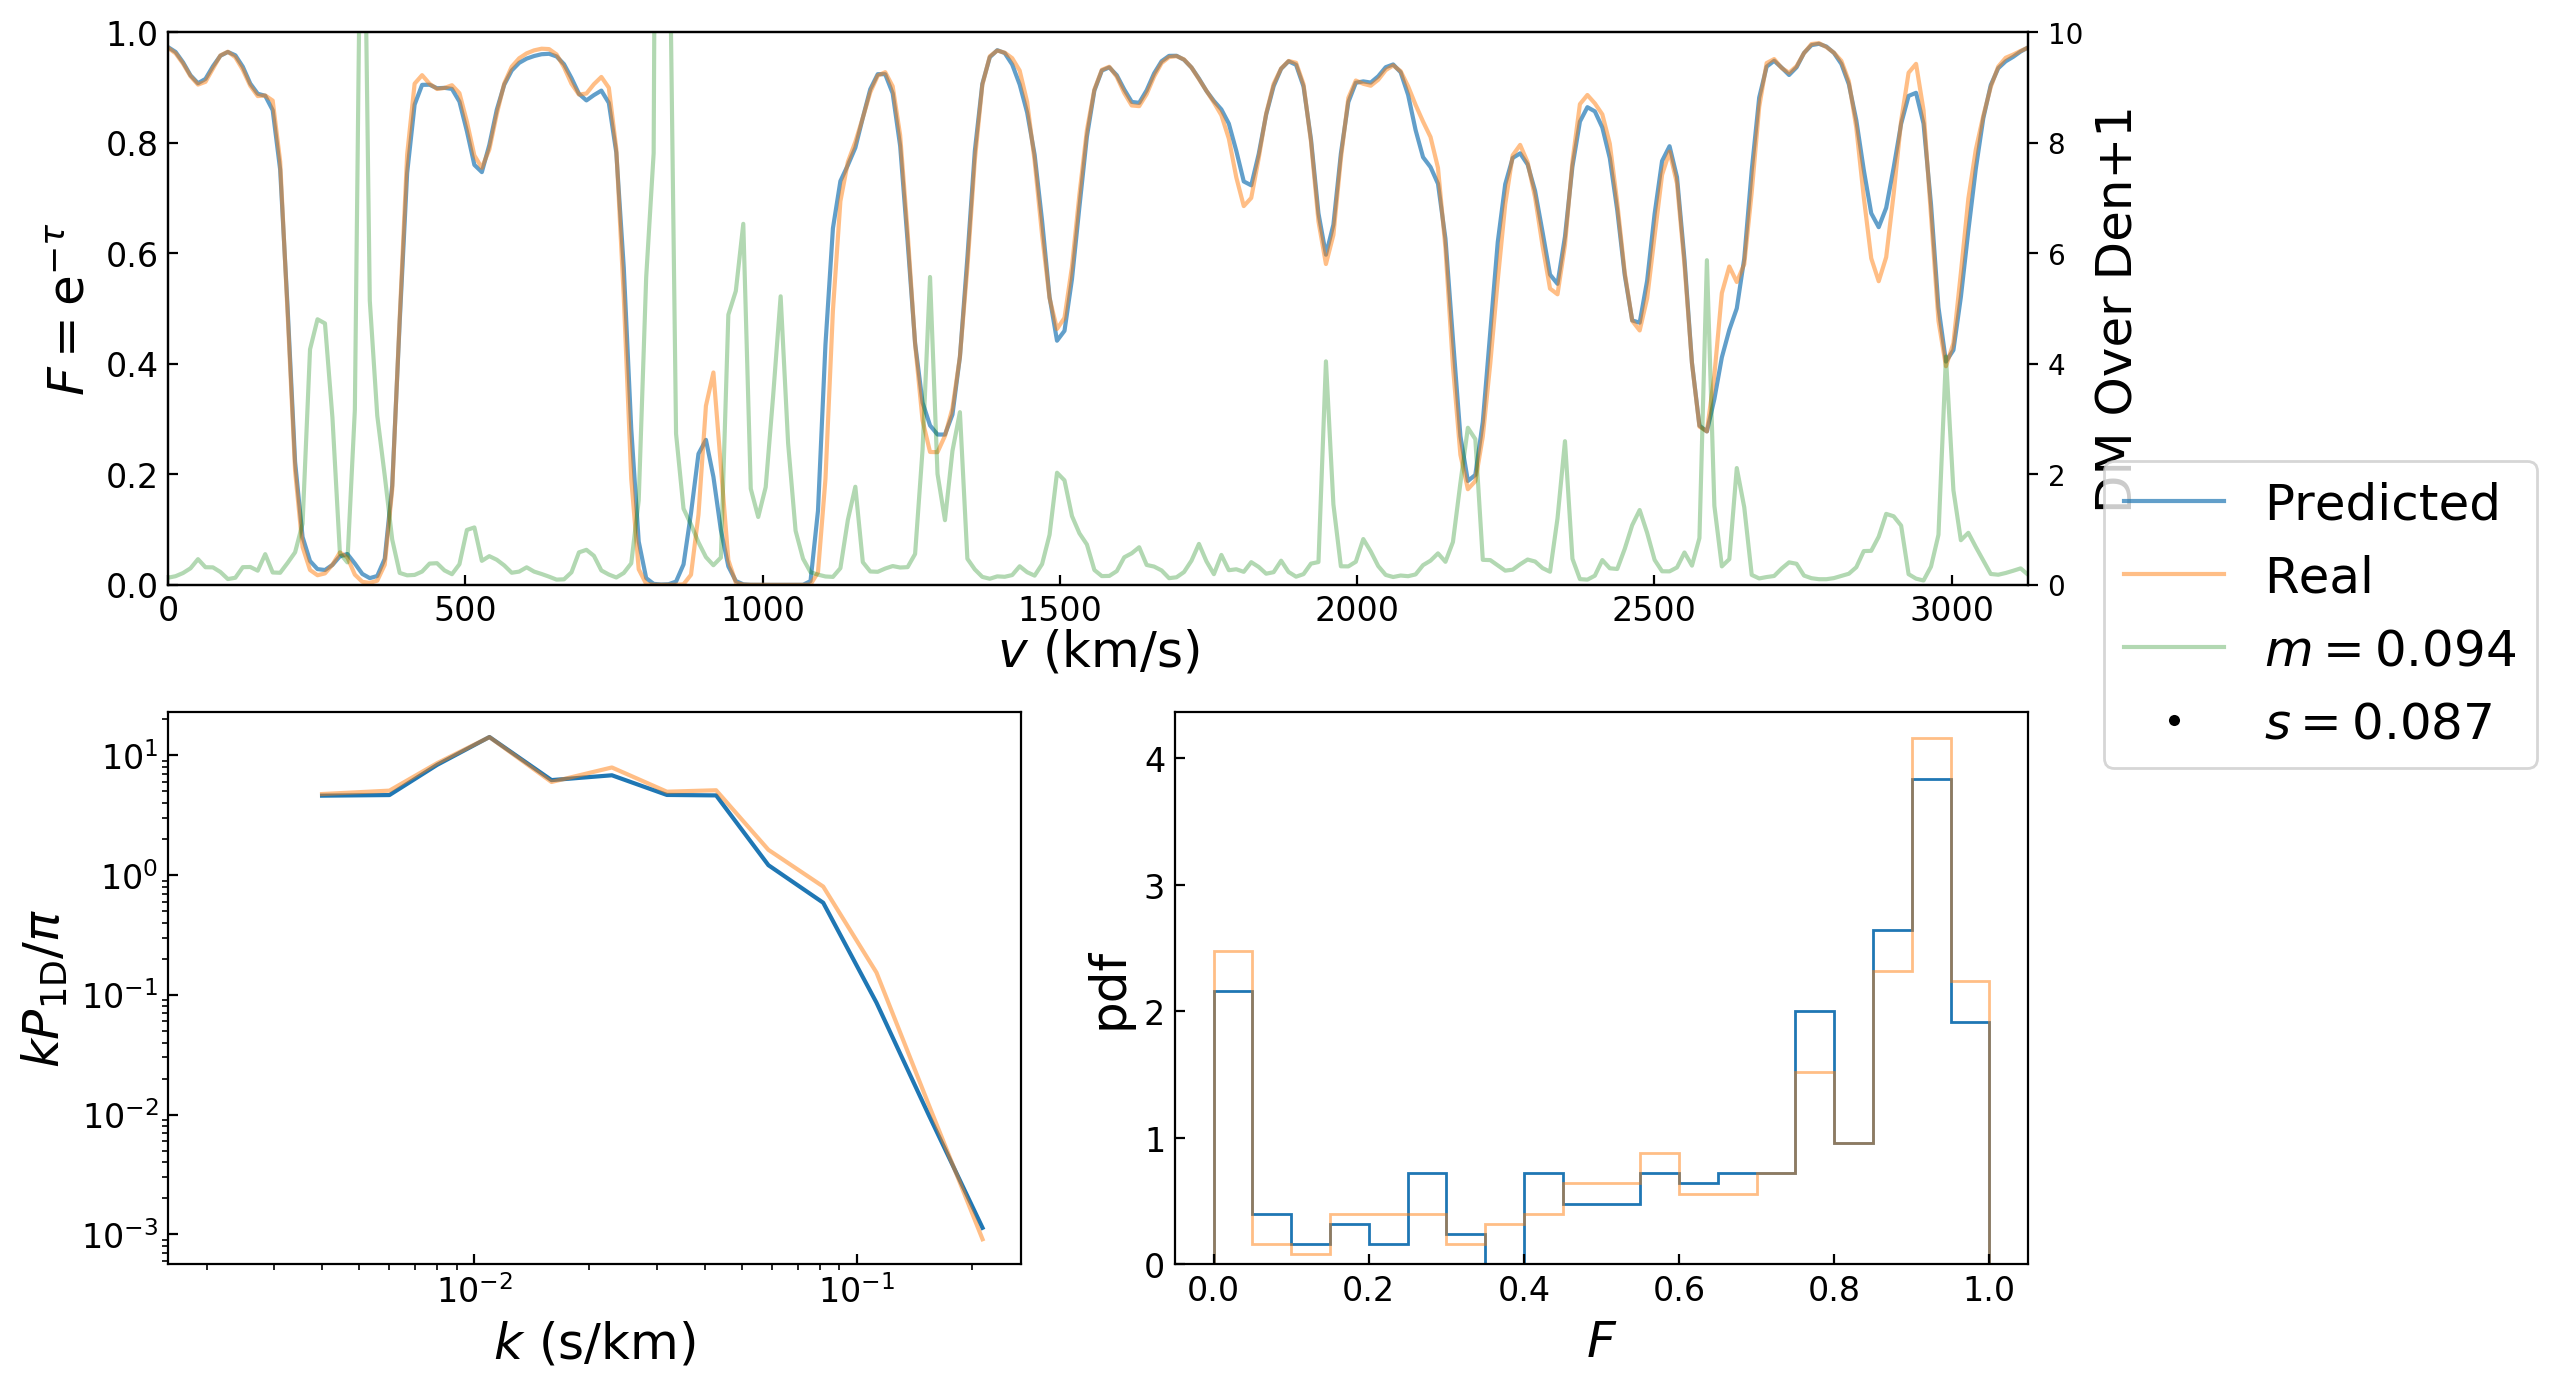 1.0
0.8
0.6
0.4
0.2
0.0
F = e^{−τ}
10
8
6
4
2
0
DM Over Den+1
0 500 1000 1500 2000 2500 3000
v (km/s)
Predicted
Real
m = 0.094
s = 0.087
10^1
10^0
10^{−1}
10^{−2}
10^{−3}
kP_{1D}/π
10^{−2} 10^{−1}
k (s/km)
4
3
2
1
0
pdf
0.0 0.2 0.4 0.6 0.8 1.0
F